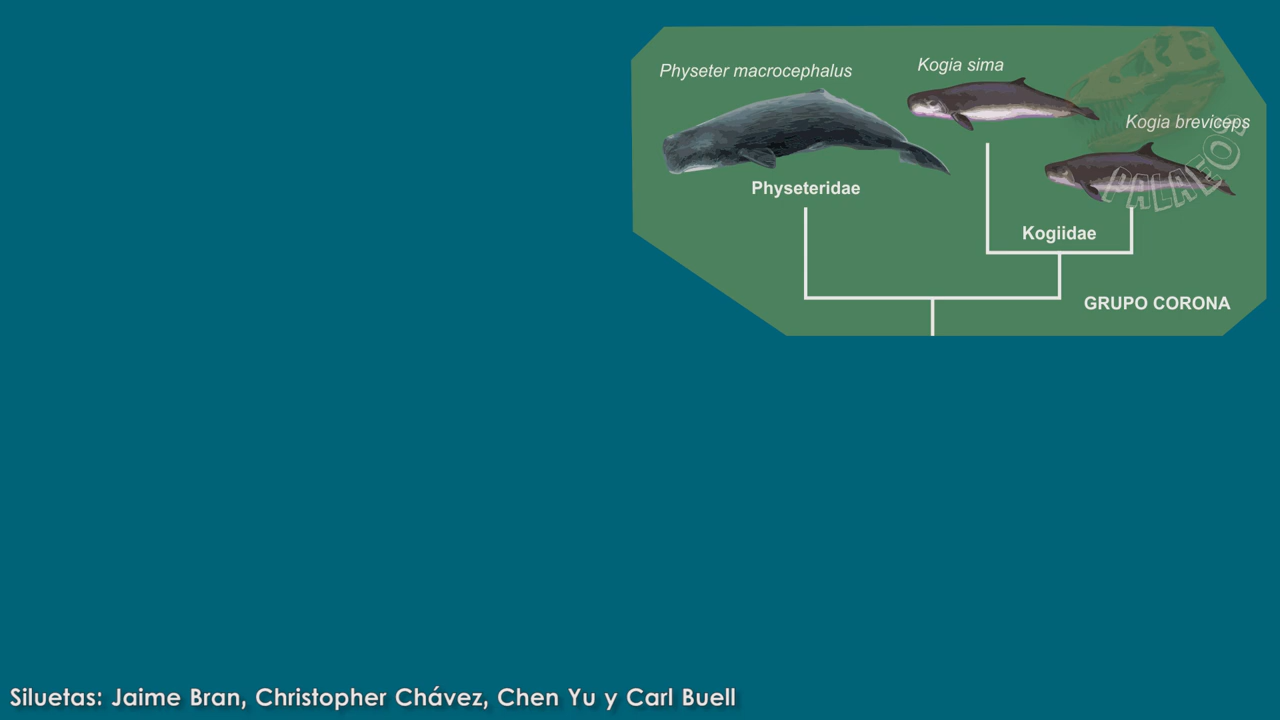 Kogia sima
Physeter macrocephalus
Kogia breviceps
PALAEOS
Physeteridae
Kogiidae
GRUPO CORONA
Siluetas: Jaime Bran, Christopher Chávez, Chen Yu y Carl Buell